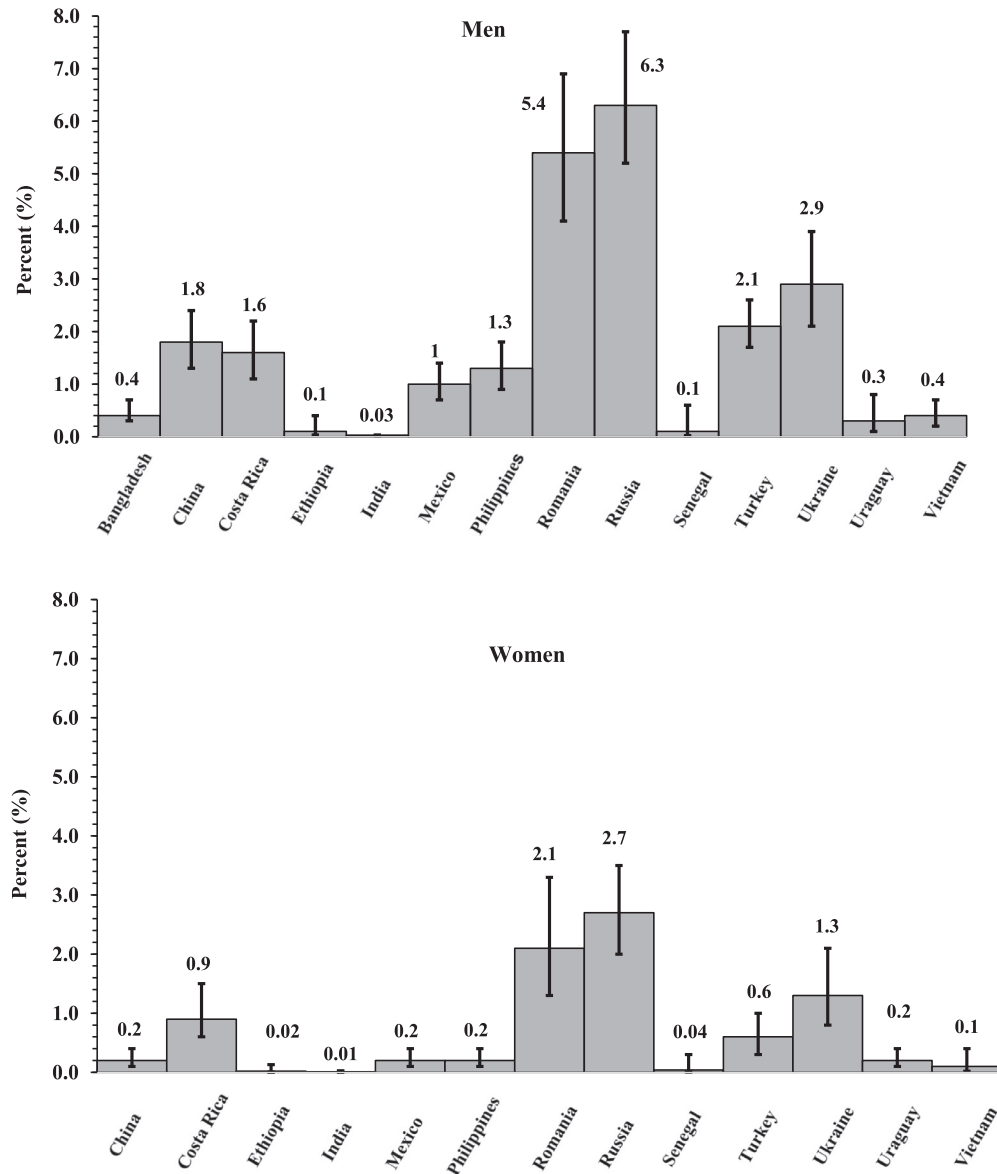 Men
Percent (%)
8.0
7.0
6.0
5.0
4.0
3.0
2.0
1.0
0.0
0.4
1.8
1.6
0.1
0.03
1
1.3
5.4
6.3
0.1
2.1
2.9
0.3
0.4
Bangladesh
China
Costa Rica
Ethiopia
India
Mexico
Philippines
Romania
Russia
Senegal
Turkey
Ukraine
Uraguay
Vietnam
Women
Percent (%)
8.0
7.0
6.0
5.0
4.0
3.0
2.0
1.0
0.0
0.2
0.9
0.02
0.01
0.2
0.2
2.1
2.7
0.04
0.6
1.3
0.2
0.1
China
Costa Rica
Ethiopia
India
Mexico
Philippines
Romania
Russia
Senegal
Turkey
Ukraine
Uraguay
Vietnam